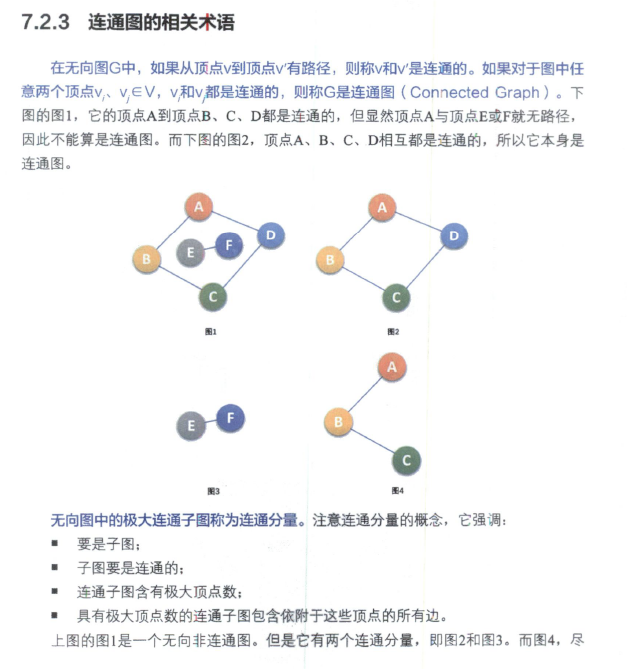 7.2.3 连通图的相关术语
在无向图G中，如果从顶点v到顶点v′有路径，则称v和v′是连通的。如果对于图中任
意两个顶点vi、vj∈V，vi和vj都是连通的，则称G是连通图（Connected Graph）。下
图的图1，它的顶点A到顶点B、C、D都是连通的，但显然顶点A与顶点E或F就无路径，
因此不能算是连通图。而下图的图2，顶点A、B、C、D相互都是连通的，所以它本身是
连通图。
A
D
F
E
B
C
图1
A
D
B
C
图2
E
F
图3
A
B
C
图4
无向图中的极大连通子图称为连通分量。注意连通分量的概念，它强调：
■ 要是子图；
■ 子图要是连通的；
■ 连通子图含有极大顶点数；
■ 具有极大顶点数的连通子图包含依附于这些顶点的所有边。
上图的图1是一个无向非连通图。但是它有两个连通分量，即图2和图3。而图4，尽